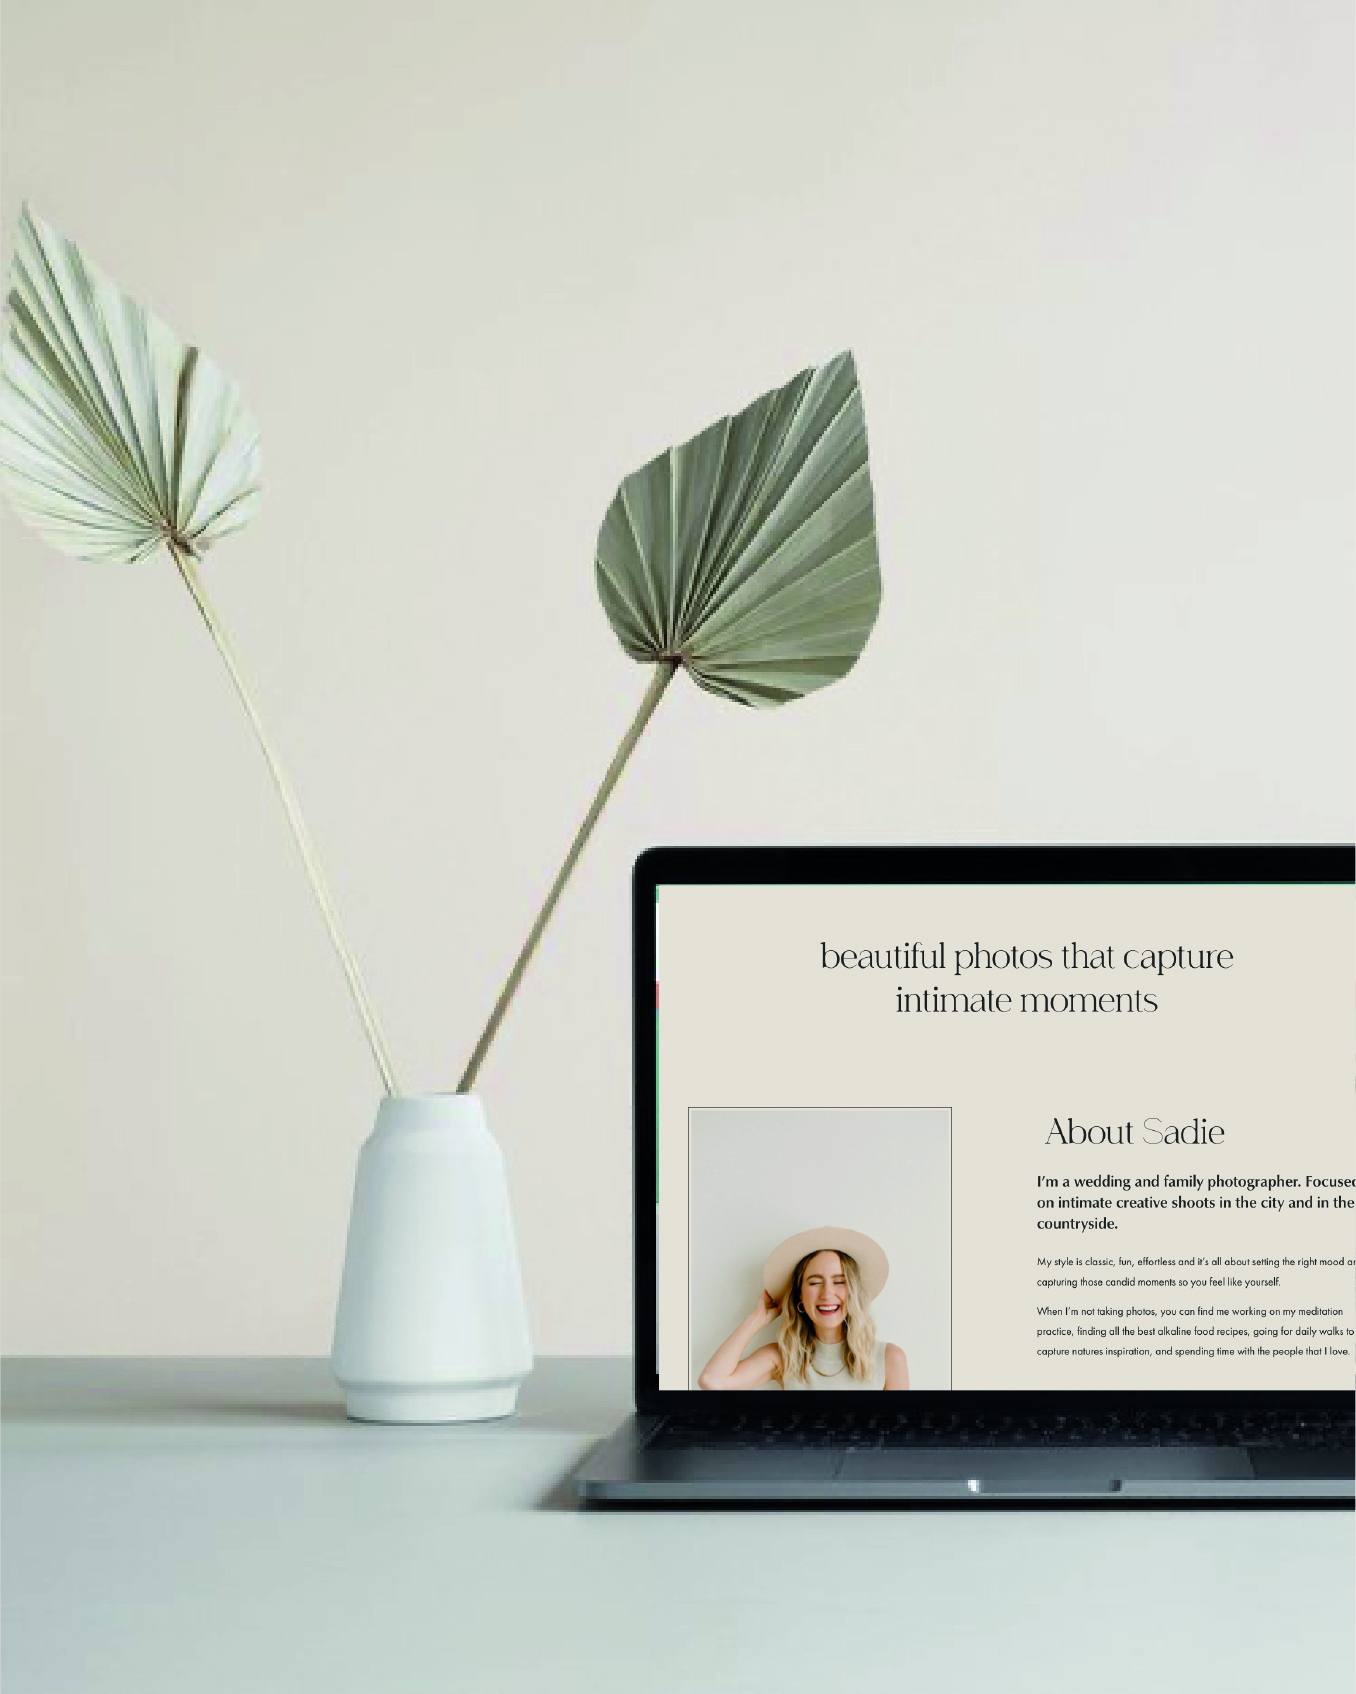 beautiful photos that capture
intimate moments
About Sadie
I'm a wedding and family photographer. Focused
on intimate creative shoots in the city and in the
countryside.
My style is classic, fun, effortless and it's all about setting the right mood
capturing those candid moments so you feel like yourself.
When I'm not taking photos, you can find me working on my meditation
practice, finding all the best alkaline food recipes, going for daily walks to
capture natures inspiration, and spending time with the people that I love.